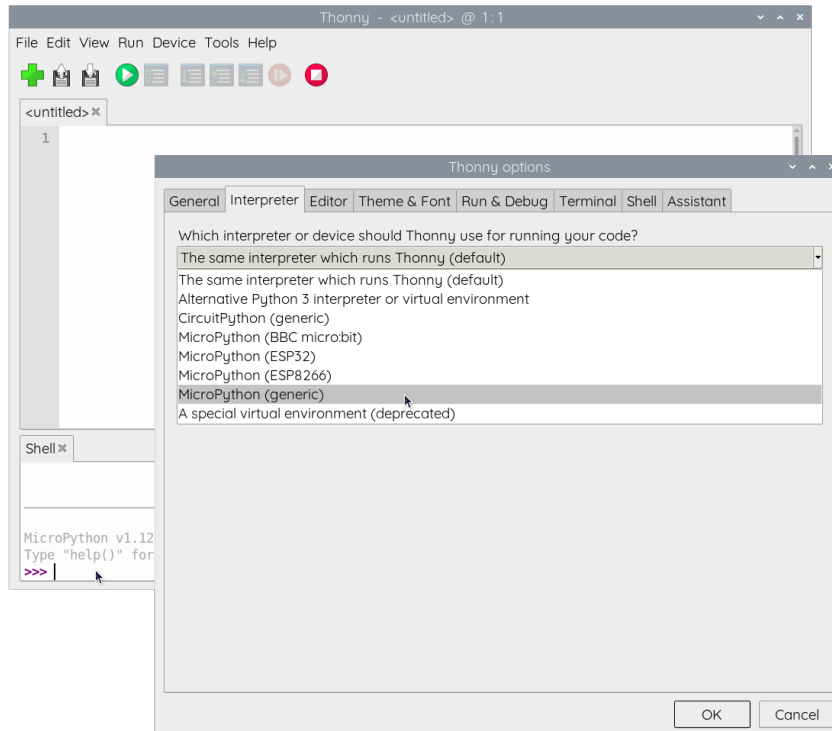 Thonny - <untitled> @ 1:1
File Edit View Run Device Tools Help
<untitled>
1
Thonny options
General Interpreter Editor Theme & Font Run & Debug Terminal Shell Assistant
Which interpreter or device should Thonny use for running your code?
The same interpreter which runs Thonny (default)
The same interpreter which runs Thonny (default)
Alternative Python 3 interpreter or virtual environment
CircuitPython (generic)
MicroPython (BBC micro:bit)
MicroPython (ESP32)
MicroPython (ESP8266)
MicroPython (generic)
A special virtual environment (deprecated)
Shell
MicroPython v1.12
Type "help()" for
>>>
OK Cancel